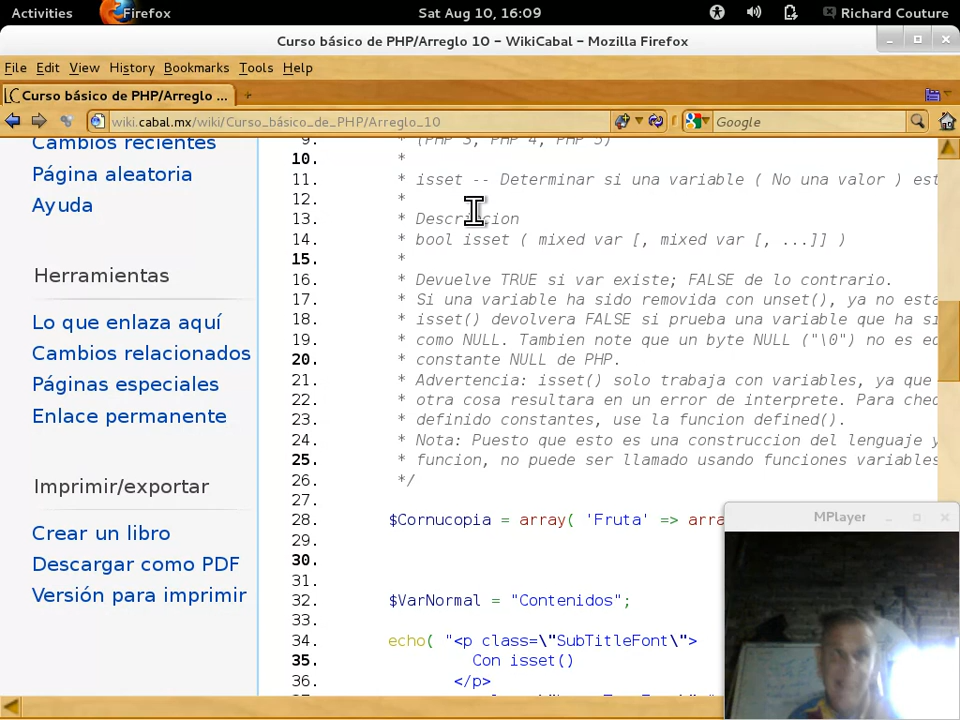 Activities Firefox Sat Aug 10, 16:09 Richard Couture
Curso básico de PHP/Arreglo 10 - WikiCabal - Mozilla Firefox
File Edit View History Bookmarks Tools Help
Curso básico de PHP/Arreglo ...
wiki.cabal.mx/wiki/Curso_básico_de_PHP/Arreglo_10 Google
Cambios recientes
Página aleatoria
Ayuda
Herramientas
Lo que enlaza aquí
Cambios relacionados
Páginas especiales
Enlace permanente
Imprimir/exportar
Crear un libro
Descargar como PDF
Versión para imprimir
9. * (PHP 3, PHP 4, PHP 5)
10. *
11. * isset -- Determinar si una variable ( No una valor ) est
12. *
13. * Descripcion
14. * bool isset ( mixed var [, mixed var [, ...]] )
15. *
16. * Devuelve TRUE si var existe; FALSE de lo contrario.
17. * Si una variable ha sido removida con unset(), ya no esta
18. * isset() devolvera FALSE si prueba una variable que ha si
19. * como NULL. Tambien note que un byte NULL ("\0") no es eq
20. * constante NULL de PHP.
21. * Advertencia: isset() solo trabaja con variables, ya que
22. * otra cosa resultara en un error de interprete. Para chec
23. * definido constantes, use la funcion defined().
24. * Nota: Puesto que esto es una construccion del lenguaje y
25. * funcion, no puede ser llamado usando funciones variables
26. */
27.
28. $Cornucopia = array( 'Fruta' => arra
29.
30.
31.
32. $VarNormal = "Contenidos";
33.
34. echo( "<p class=\"SubTitleFont\">
35. Con isset()
36. </p>
MPlayer